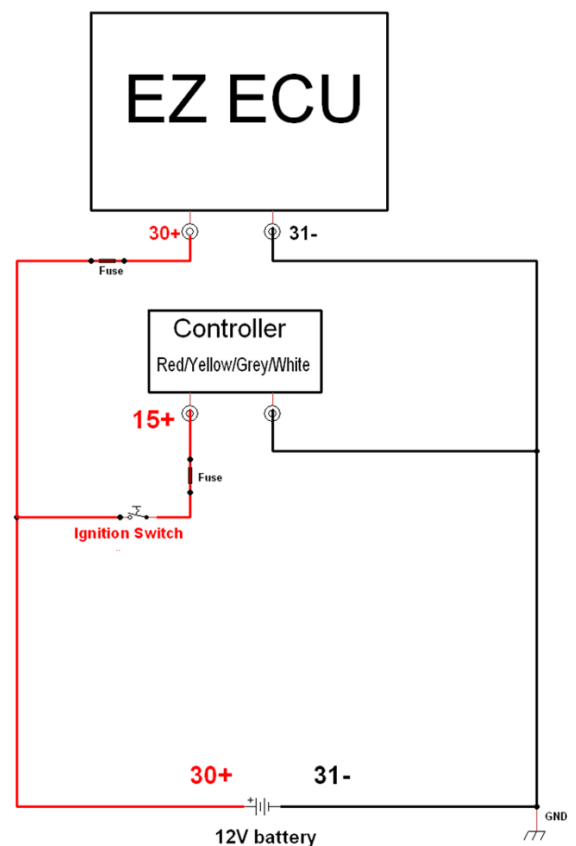 EZ ECU
30+ 31-
Fuse
Controller
Red/Yellow/Grey/White
15+
Fuse
Ignition Switch
30+ 31-
+
GND
12V battery